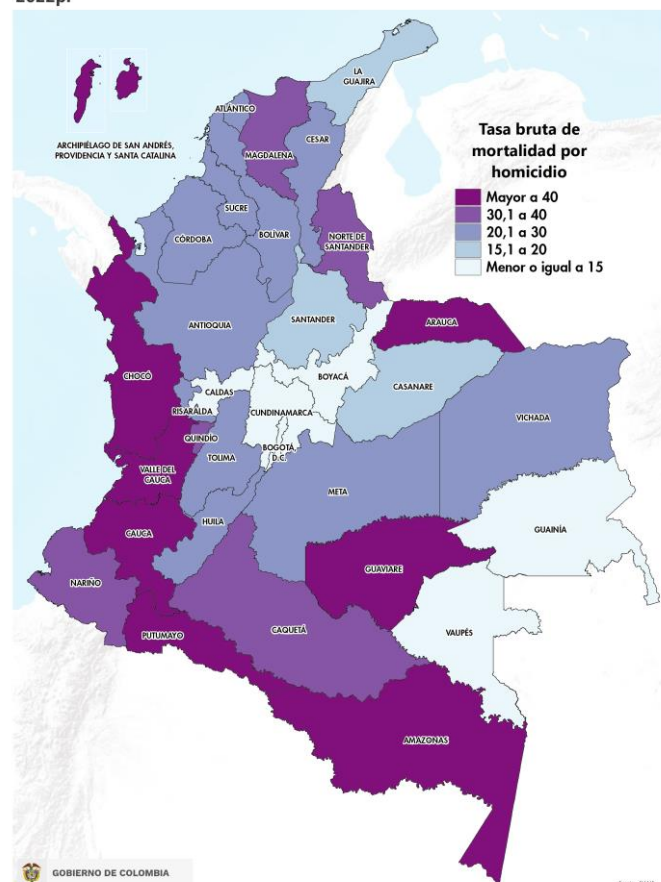 2022pr
LA
GUAJIRA
ATLÁNTICO
ARCHIPIÉLAGO DE SAN ANDRÉS,
PROVIDENCIA Y SANTA CATALINA
MAGDALENA
CESAR
Tasa bruta de
mortalidad por
homicidio
Mayor a 40
30,1 a 40
20,1 a 30
15,1 a 20
Menor o igual a 15
SUCRE
CÓRDOBA
BOLÍVAR
NORTE DE
SANTANDER
ANTIOQUIA
SANTANDER
ARAUCA
CHOCÓ
BOYACÁ
CASANARE
CALDAS
RISARALDA
CUNDINAMARCA
VICHADA
QUINDÍO
BOGOTÁ,
D.C.
TOLIMA
VALLE DEL
CAUCA
META
HUILA
CAUCA
GUAINÍA
NARIÑO
GUAVIARE
CAQUETÁ
VAUPÉS
PUTUMAYO
AMAZONAS
GOBIERNO DE COLOMBIA